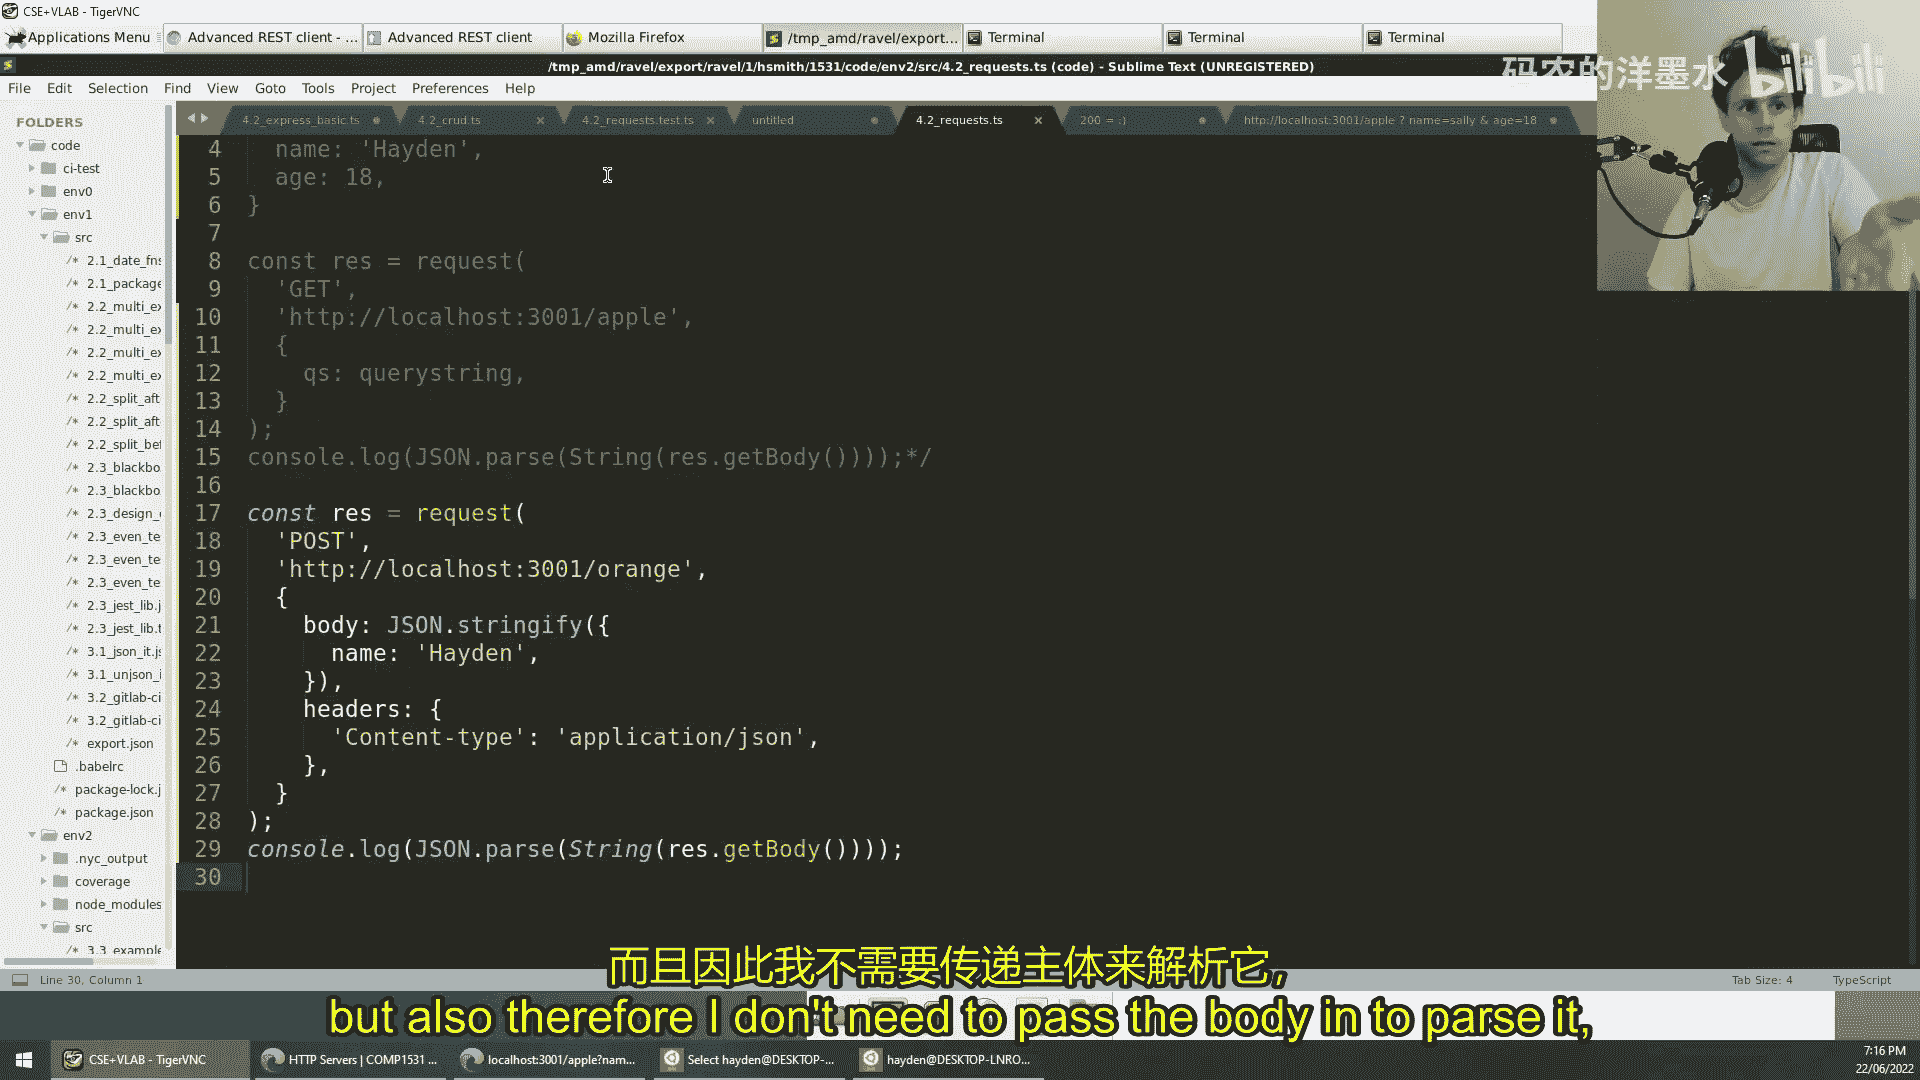 CSE+VLAB - TigerVNC
Applications Menu
Advanced REST client - ...
Advanced REST client
Mozilla Firefox
/tmp_amd/ravel/export...
Terminal
Terminal
Terminal
/tmp_amd/ravel/export/ravel/1/hsmith/1531/code/env2/src/4.2_requests.ts (code) - Sublime Text (UNREGISTERED)
码农的洋墨水 bilibili
File Edit Selection Find View Goto Tools Project Preferences Help
4.2_express_basic.ts
4.2_crud.ts
4.2_requests.test.ts
untitled
4.2_requests.ts
200 = :)
http://localhost:3001/apple ? name=sally & age=18
FOLDERS
code
ci-test
env0
env1
src
/* 2.1_date_fns
/* 2.1_package
/* 2.2_multi_ex
/* 2.2_multi_ex
/* 2.2_multi_ex
/* 2.2_multi_ex
/* 2.2_split_aft
/* 2.2_split_aft
/* 2.2_split_bef
/* 2.3_blackbo
/* 2.3_blackbo
/* 2.3_design_
/* 2.3_even_te
/* 2.3_even_te
/* 2.3_even_te
/* 2.3_jest_lib.j
/* 2.3_jest_lib.t
/* 3.1_json_it.js
/* 3.1_unjson_i
/* 3.2_gitlab-ci
/* 3.2_gitlab-ci
/* export.json
.babelrc
/* package-lock.j
/* package.json
env2
.nyc_output
coverage
node_modules
src
/* 3.3_example
4 name: 'Hayden',
5 age: 18,
6 }
7
8 const res = request(
9 'GET',
10 'http://localhost:3001/apple',
11 {
12 qs: querystring,
13 }
14 );
15 console.log(JSON.parse(String(res.getBody())));*/
16
17 const res = request(
18 'POST',
19 'http://localhost:3001/orange',
20 {
21 body: JSON.stringify({
22 name: 'Hayden',
23 }),
24 headers: {
25 'Content-type': 'application/json',
26 },
27 }
28 );
29 console.log(JSON.parse(String(res.getBody())));
30
而且因此我不需要传递主体来解析它,
Line 30, Column 1
Tab Size: 4
TypeScript
but also therefore I don't need to pass the body in to parse it,
CSE+VLAB - TigerVNC
HTTP Servers | COMP1531 ...
localhost:3001/apple?nam...
Select hayden@DESKTOP-...
hayden@DESKTOP-LNRO...
7:16 PM
22/06/2022